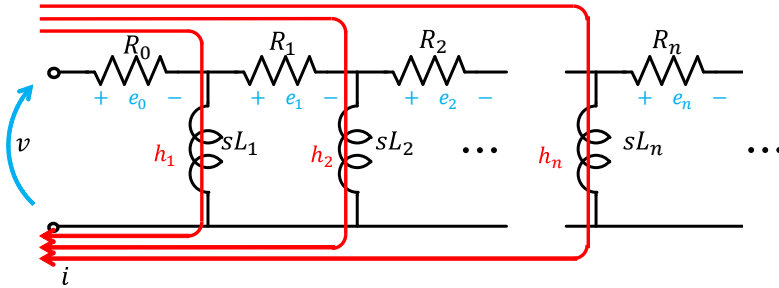 R₀ R₁ R₂ Rₙ
+ e₀ − + e₁ − + e₂ − + eₙ −
v h₁ sL₁ h₂ sL₂ ••• hₙ sLₙ •••
i